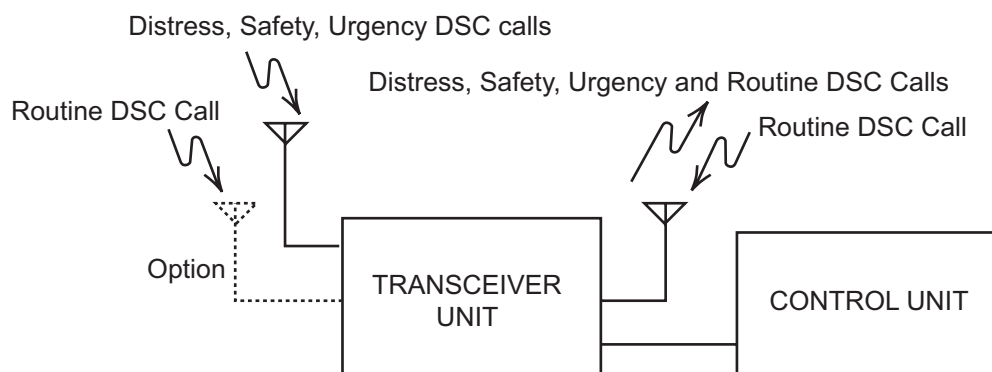 Distress, Safety, Urgency DSC calls
Distress, Safety, Urgency and Routine DSC Calls
Routine DSC Call
Routine DSC Call
Option
TRANSCEIVER
UNIT
CONTROL UNIT